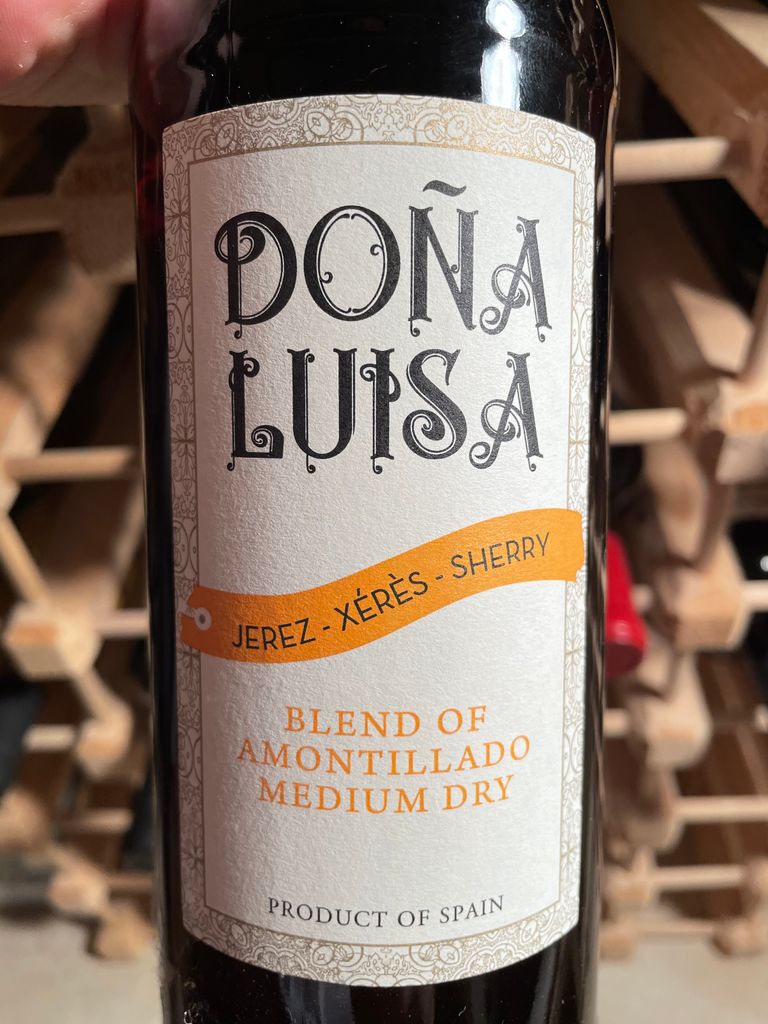 DOÑA
LUISA
JEREZ - XÉRÈS - SHERRY
BLEND OF
AMONTILLADO
MEDIUM DRY
PRODUCT OF SPAIN